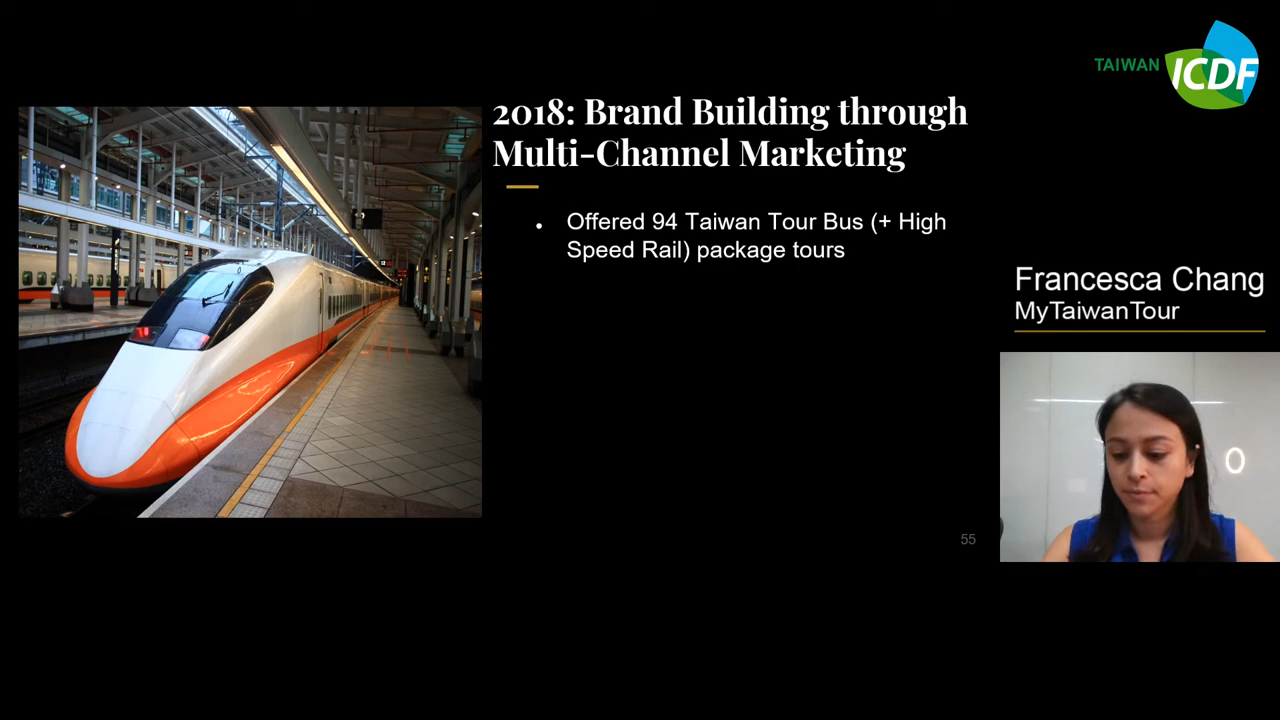 TAIWAN ICDF
2018: Brand Building through
Multi-Channel Marketing
• Offered 94 Taiwan Tour Bus (+ High
Speed Rail) package tours
Francesca Chang
MyTaiwanTour
55